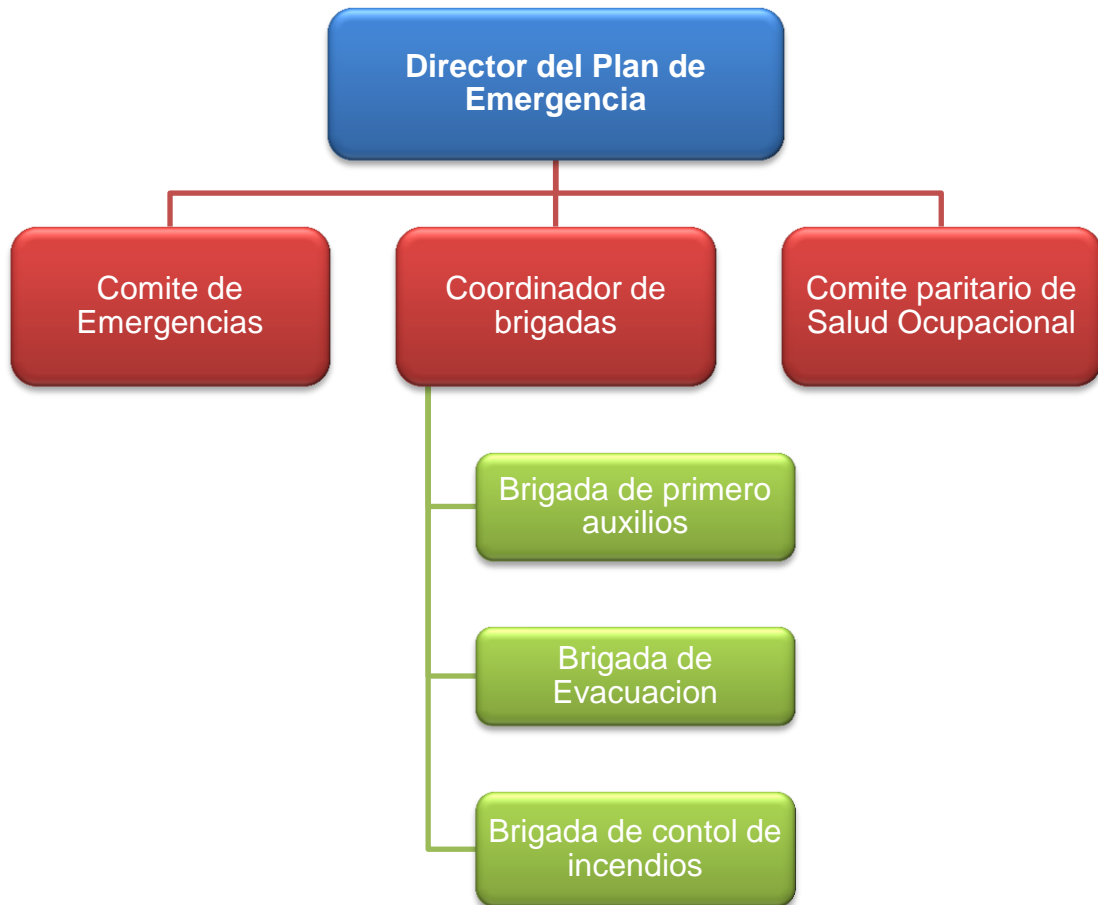 Director del Plan de
Emergencia
Comite de
Emergencias
Coordinador de
brigadas
Comite paritario de
Salud Ocupacional
Brigada de primero
auxilios
Brigada de
Evacuacion
Brigada de contol de
incendios